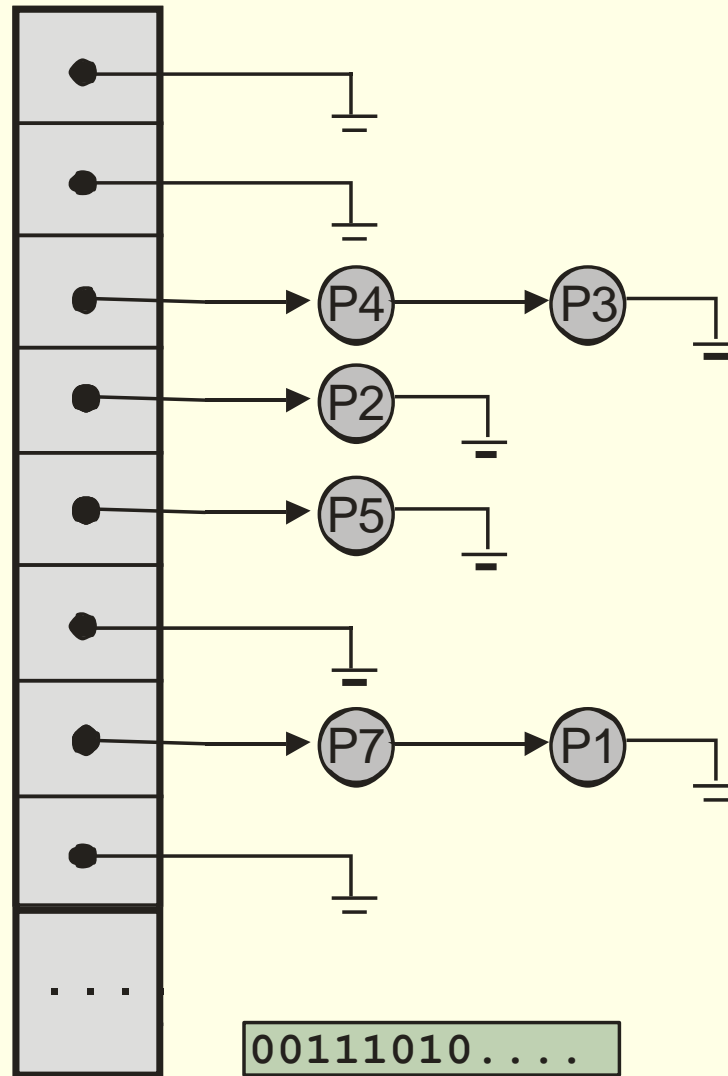 P4 P3
P2
P5
P7 P1
. . . .
00111010....